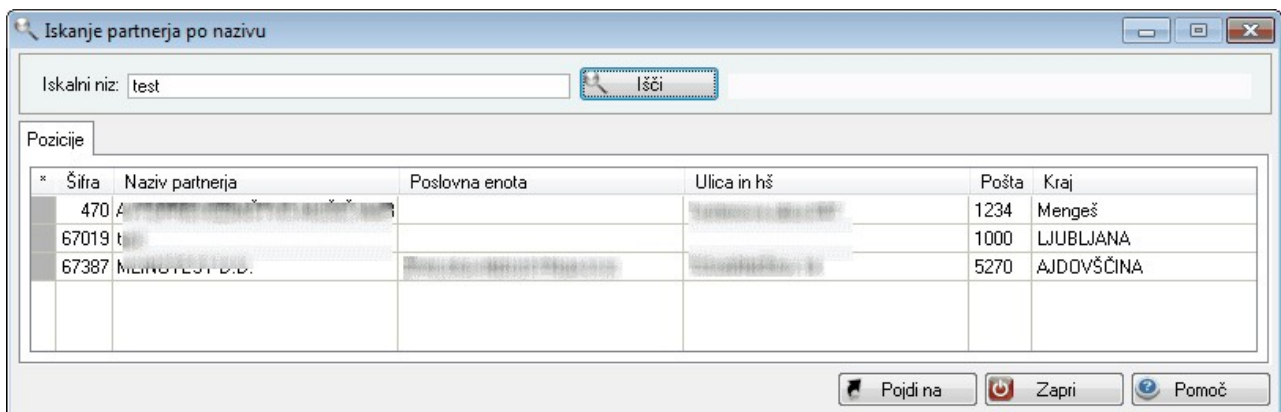 Iskanje partnerja po nazivu
Iskalni niz: test Išči
Pozicije
* Šifra Naziv partnerja Poslovna enota Ulica in hš Pošta Kraj
470 1234 Mengeš
67019 1000 LJUBLJANA
67387 D.D. 5270 AJDOVŠČINA
Pojdi na Zapri Pomoč